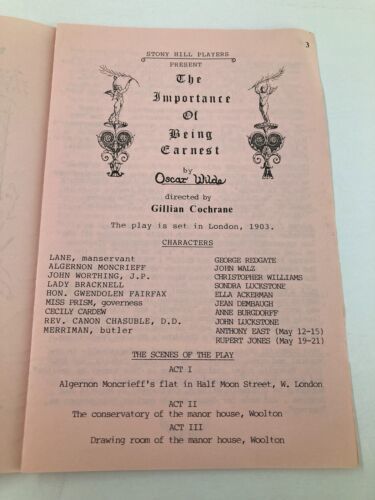 3
STONY HILL PLAYERS
PRESENT
The
Importance
Of
Being
Earnest
by
Oscar Wilde
directed by
Gillian Cochrane
The play is set in London, 1903.
CHARACTERS
LANE, manservant GEORGE REDGATE
ALGERNON MONCRIEFF JOHN WALZ
JOHN WORTHING, J.P. CHRISTOPHER WILLIAMS
LADY BRACKNELL SONDRA LUCKSTONE
HON. GWENDOLEN FAIRFAX ELLA ACKERMAN
MISS PRISM, governess JEAN DEMBAUGH
CECILY CARDEW ANNE BURGDORFF
REV. CANON CHASUBLE, D.D. JOHN LUCKSTONE
MERRIMAN, butler ANTHONY EAST (May 12-15)
RUPERT JONES (May 19-21)
THE SCENES OF THE PLAY
ACT I
Algernon Moncrieff's flat in Half Moon Street, W. London
ACT II
The conservatory of the manor house, Woolton
ACT III
Drawing room of the manor house, Woolton